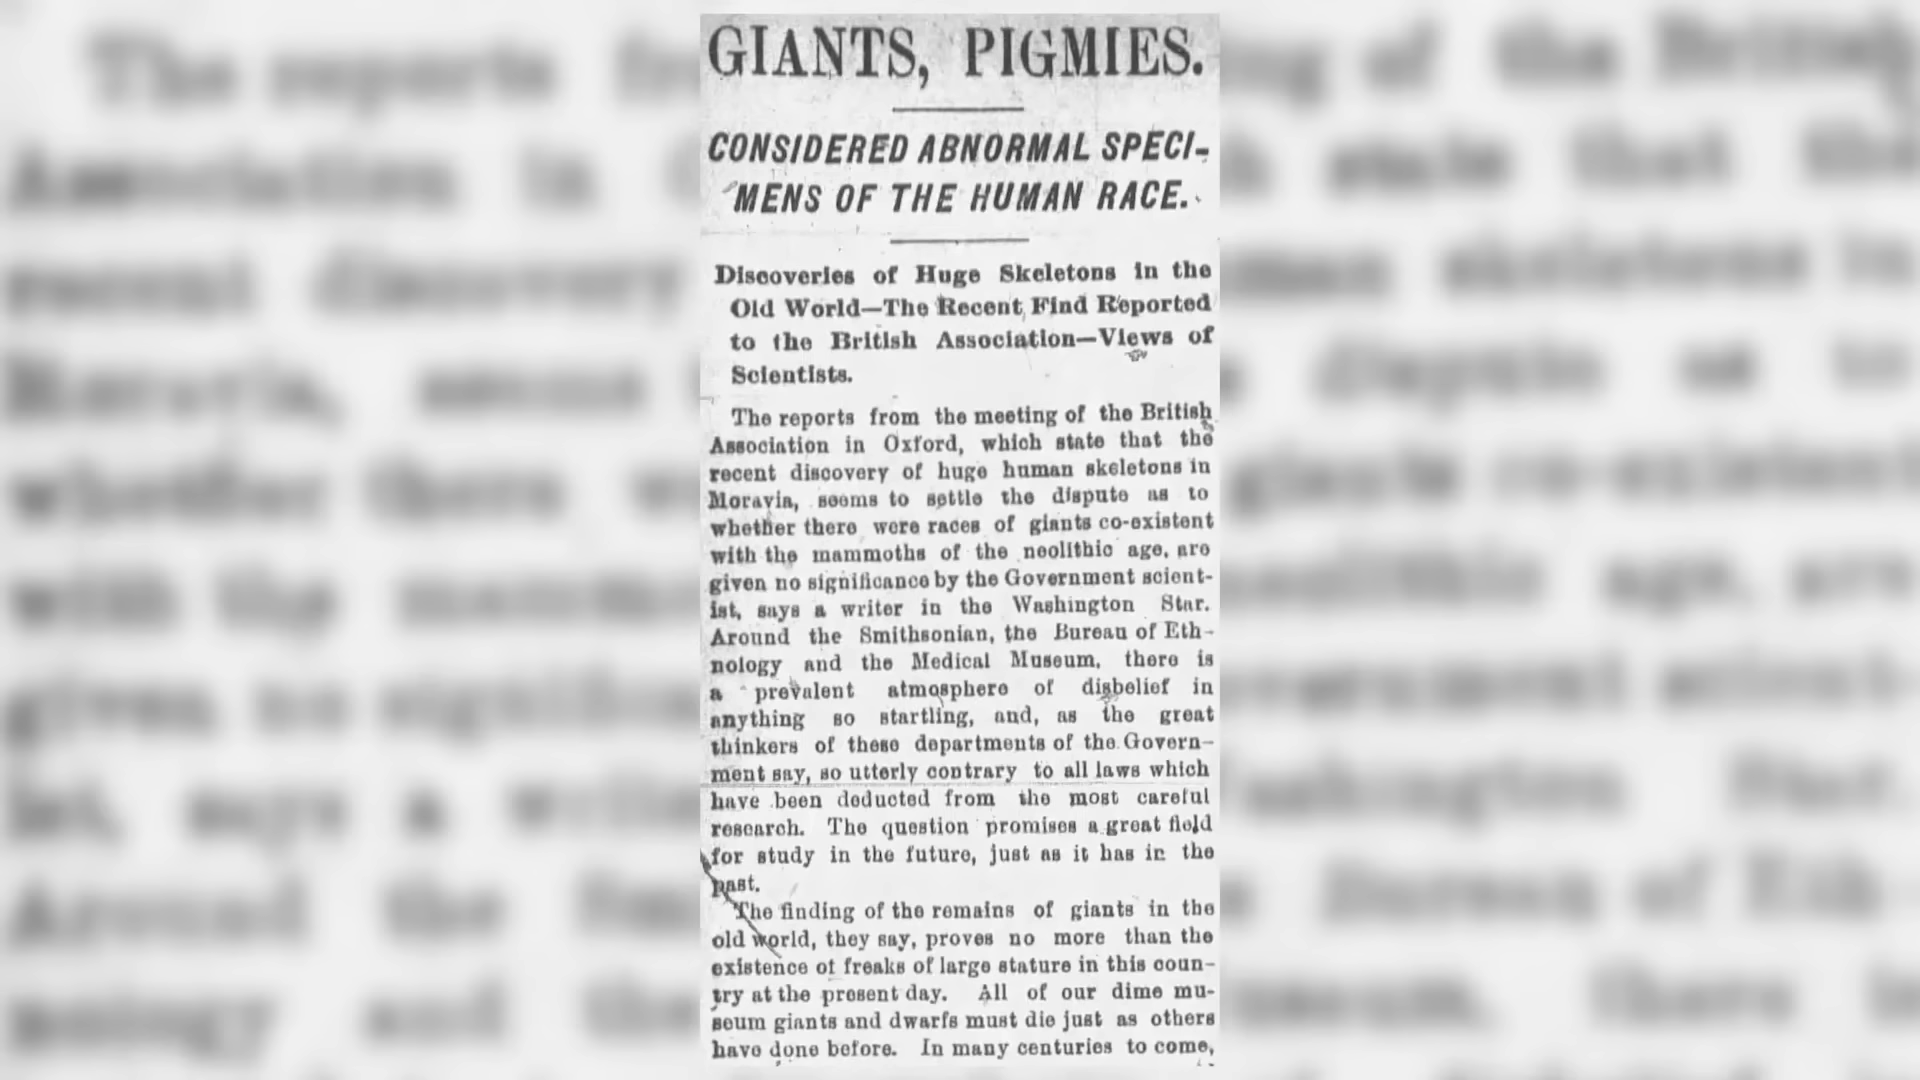 GIANTS, PIGMIES.
CONSIDERED ABNORMAL SPECI-
MENS OF THE HUMAN RACE.
Discoveries of Huge Skeletons in the
Old World—The Recent Find Reported
to the British Association—Views of
Scientists.
The reports from the meeting of the British
Association in Oxford, which state that the
recent discovery of huge human skeletons in
Moravia, seems to settle the dispute as to
whether there were races of giants co-existent
with the mammoths of the neolithic age, are
given no significance by the Government scient-
ist, says a writer in the Washington Star.
Around the Smithsonian, the Bureau of Eth-
nology and the Medical Museum, there is
a prevalent atmosphere of disbelief in
anything so startling, and, as the great
thinkers of these departments of the Govern-
ment say, so utterly contrary to all laws which
have been deducted from the most careful
research. The question promises a great field
for study in the future, just as it has in the
past.
The finding of the remains of giants in the
old world, they say, proves no more than the
existence of freaks of large stature in this coun-
try at the present day. All of our dime mu-
seum giants and dwarfs must die just as others
have done before. In many centuries to come,